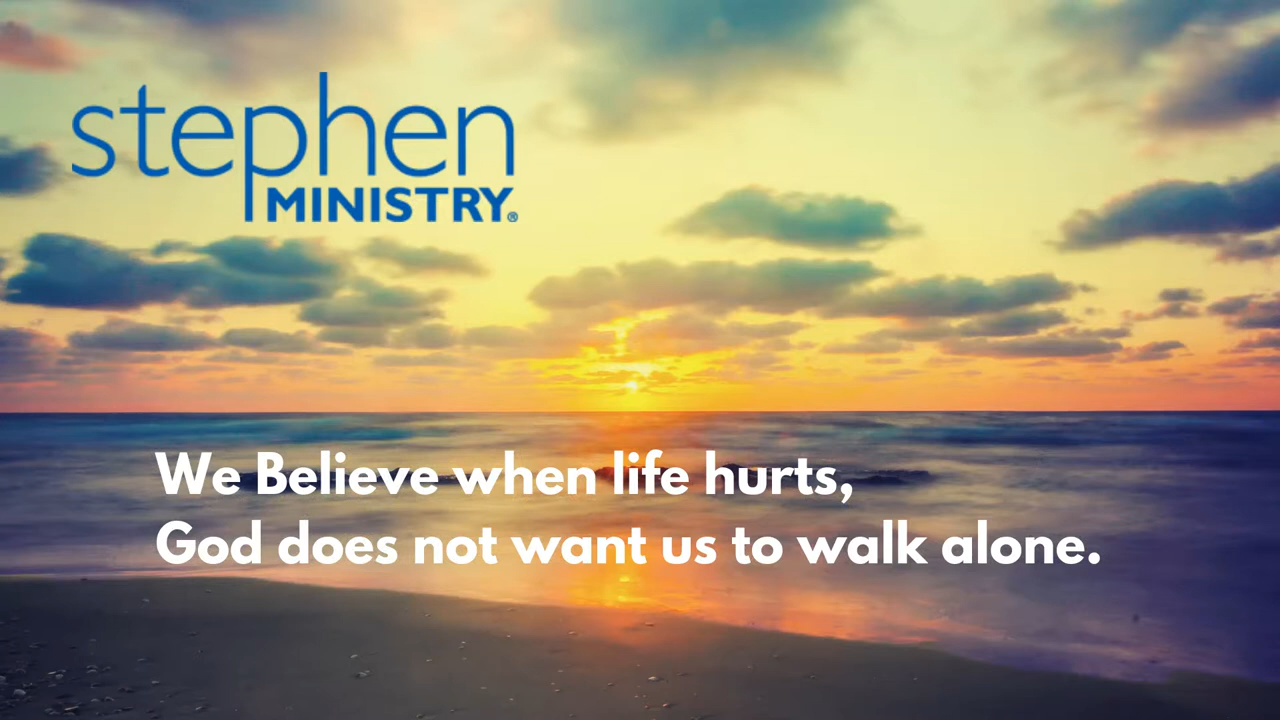 stephen
MINISTRY®
We Believe when life hurts,
God does not want us to walk alone.